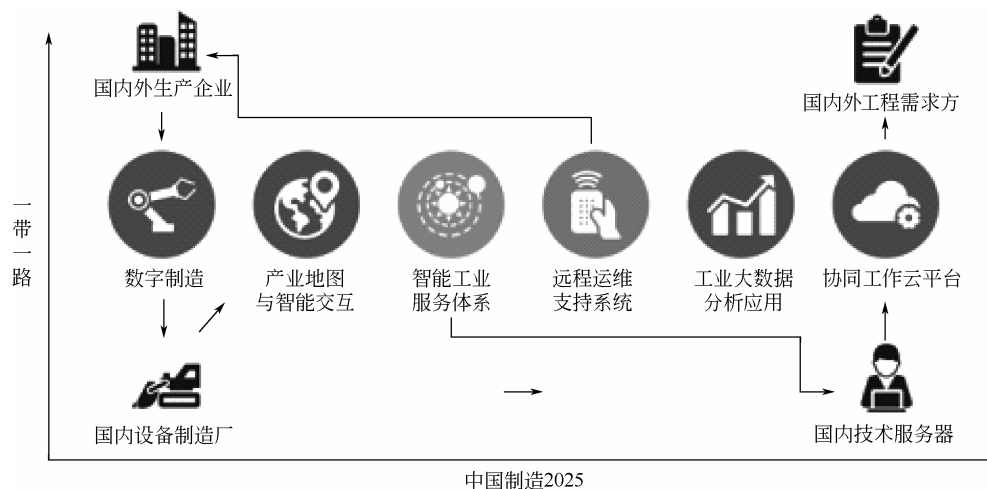 国内外生产企业
国内外工程需求方
一
带
一
路
数字制造
产业地图
与智能交互
智能工业
服务体系
远程运维
支持系统
工业大数据
分析应用
协同工作云平台
国内设备制造厂
国内技术服务器
中国制造2025